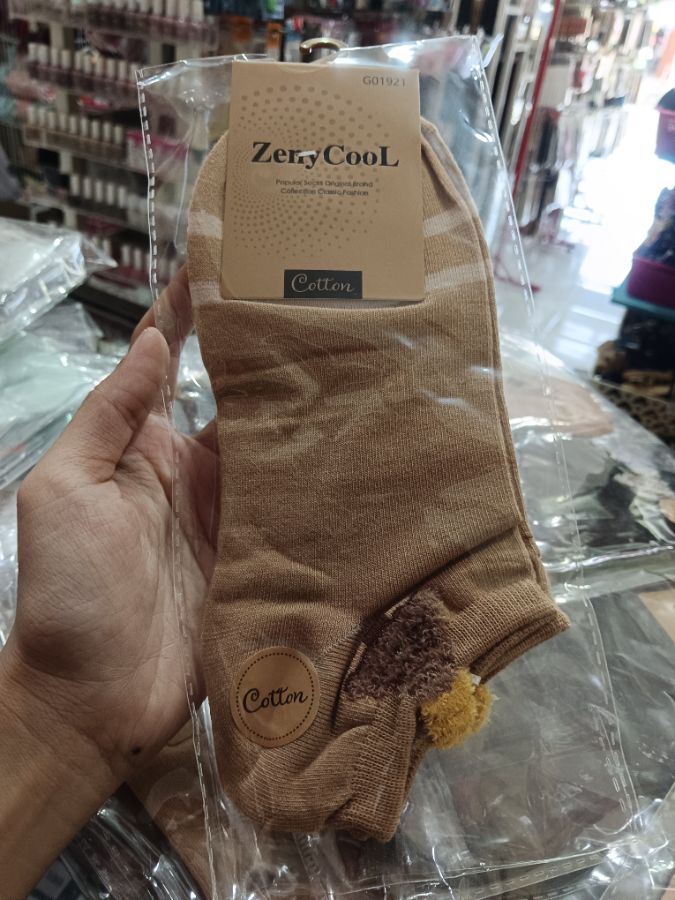 G01921
ZenyCooL
Popular Socks Original Brand
Collection Classic Fashion
Cotton
Cotton